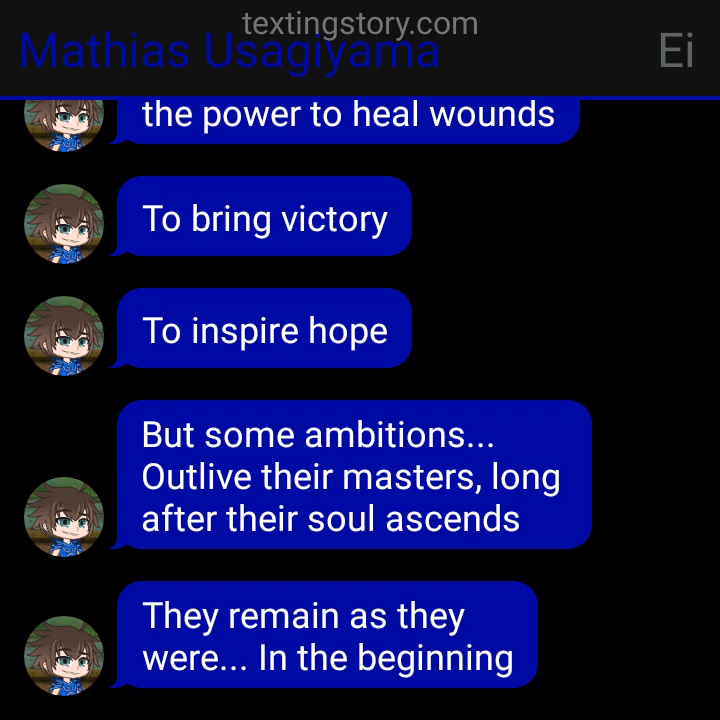 textingstory.com
Mathias Usagiyama
Ei
the power to heal wounds
To bring victory
To inspire hope
But some ambitions...
Outlive their masters, long
after their soul ascends
They remain as they
were... In the beginning